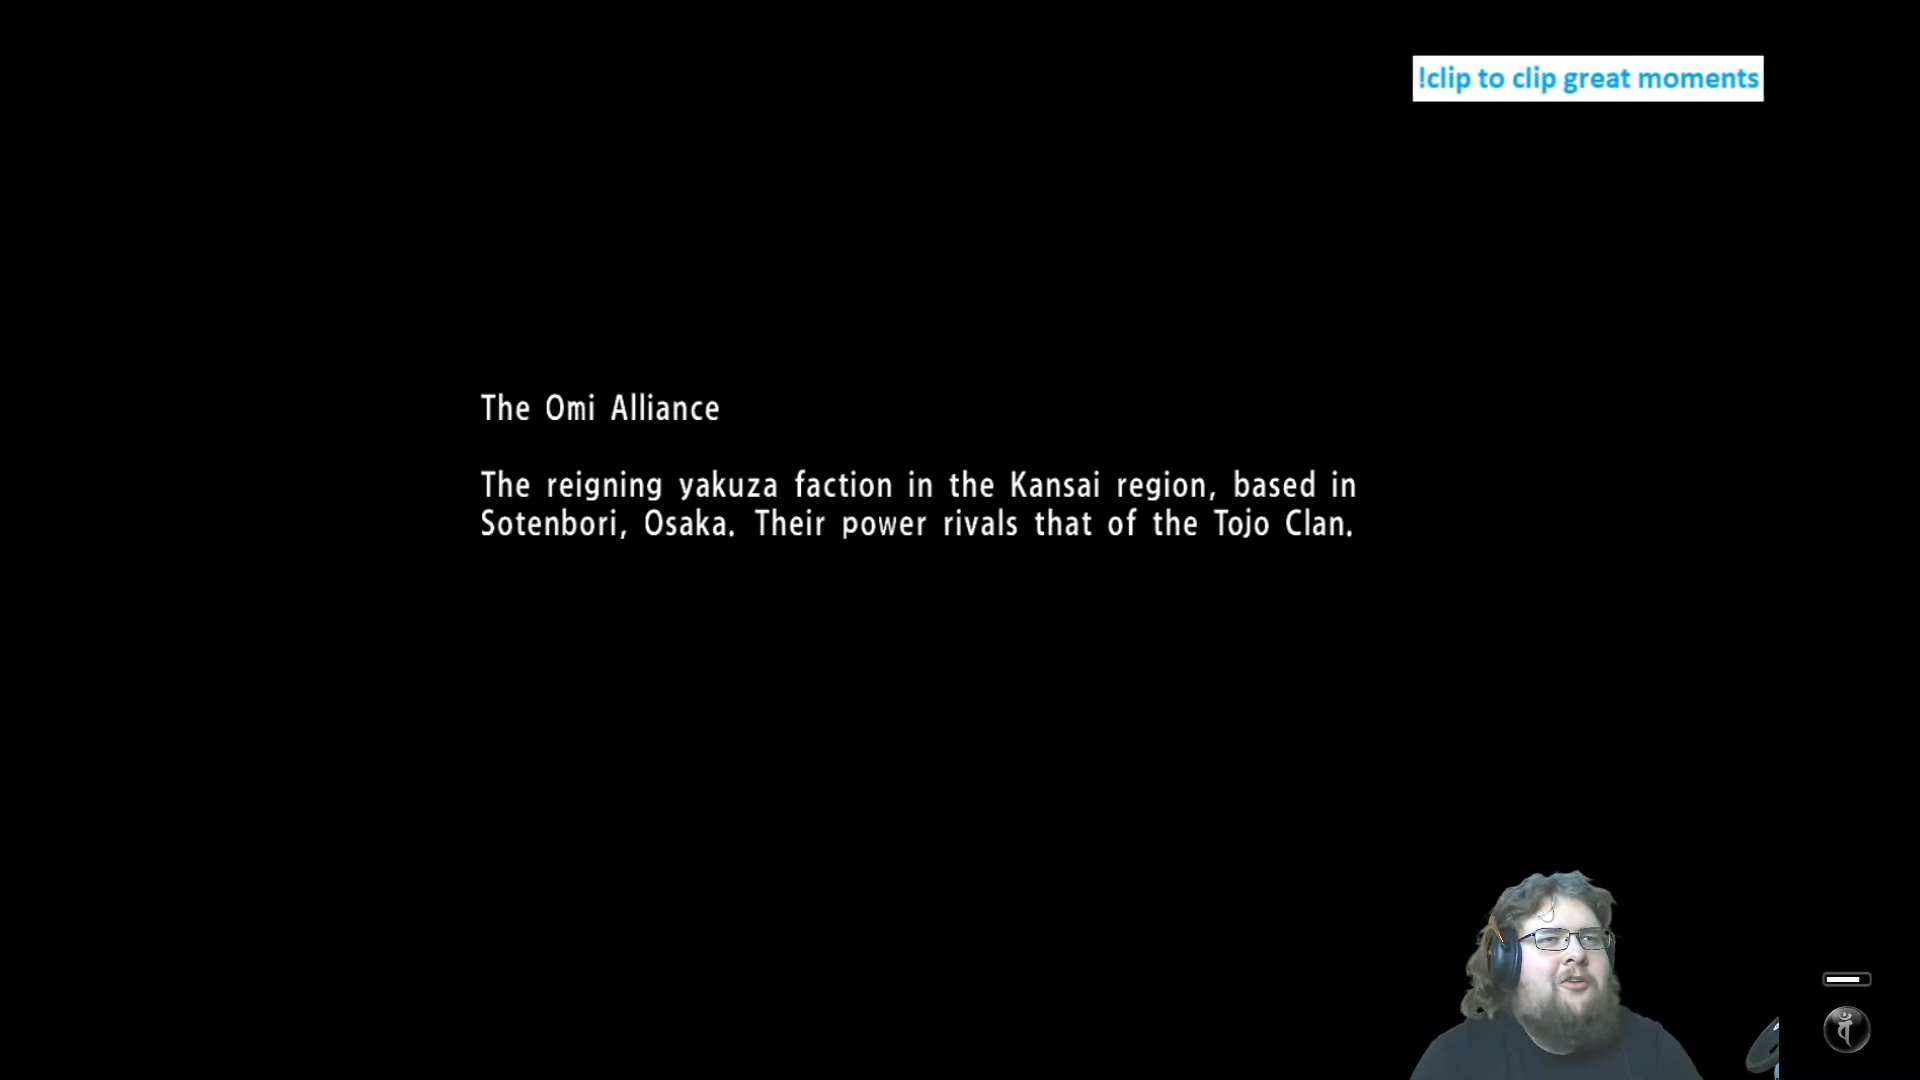 !clip to clip great moments
The Omi Alliance
The reigning yakuza faction in the Kansai region, based in
Sotenbori, Osaka. Their power rivals that of the Tojo Clan.